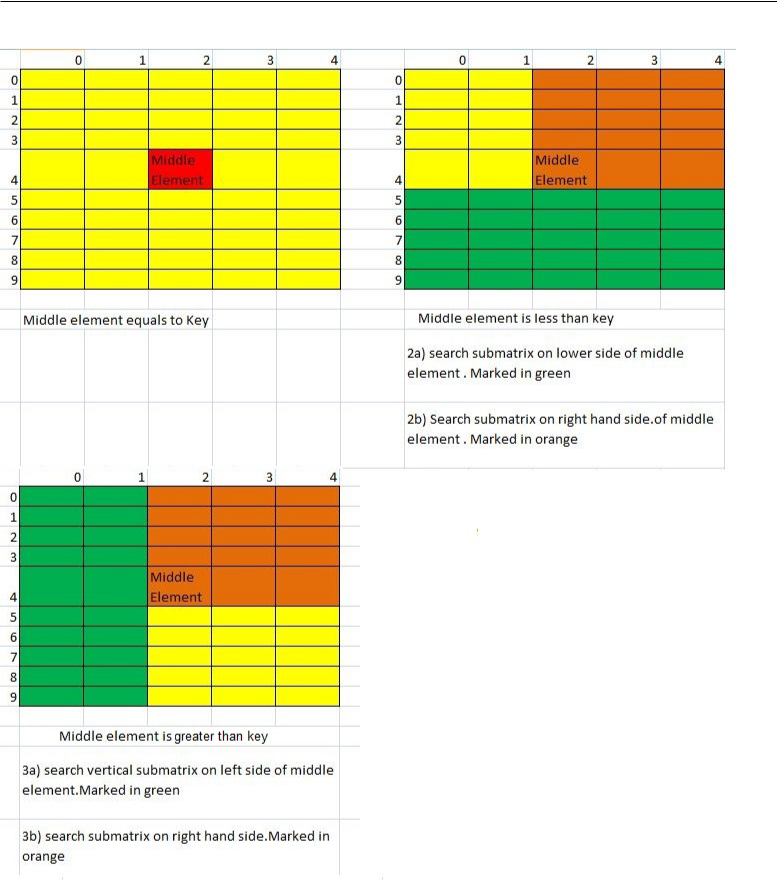 0 1 2 3 4
0
1
2
3
Middle
4 Element
5
6
7
8
9
Middle element equals to Key
0 1 2 3 4
0
1
2
3
Middle
4 Element
5
6
7
8
9
Middle element is less than key
2a) search submatrix on lower side of middle
element . Marked in green
2b) Search submatrix on right hand side.of middle
element . Marked in orange
0 1 2 3 4
0
1
2
3
Middle
4 Element
5
6
7
8
9
Middle element is greater than key
3a) search vertical submatrix on left side of middle
element.Marked in green
3b) search submatrix on right hand side.Marked in
orange